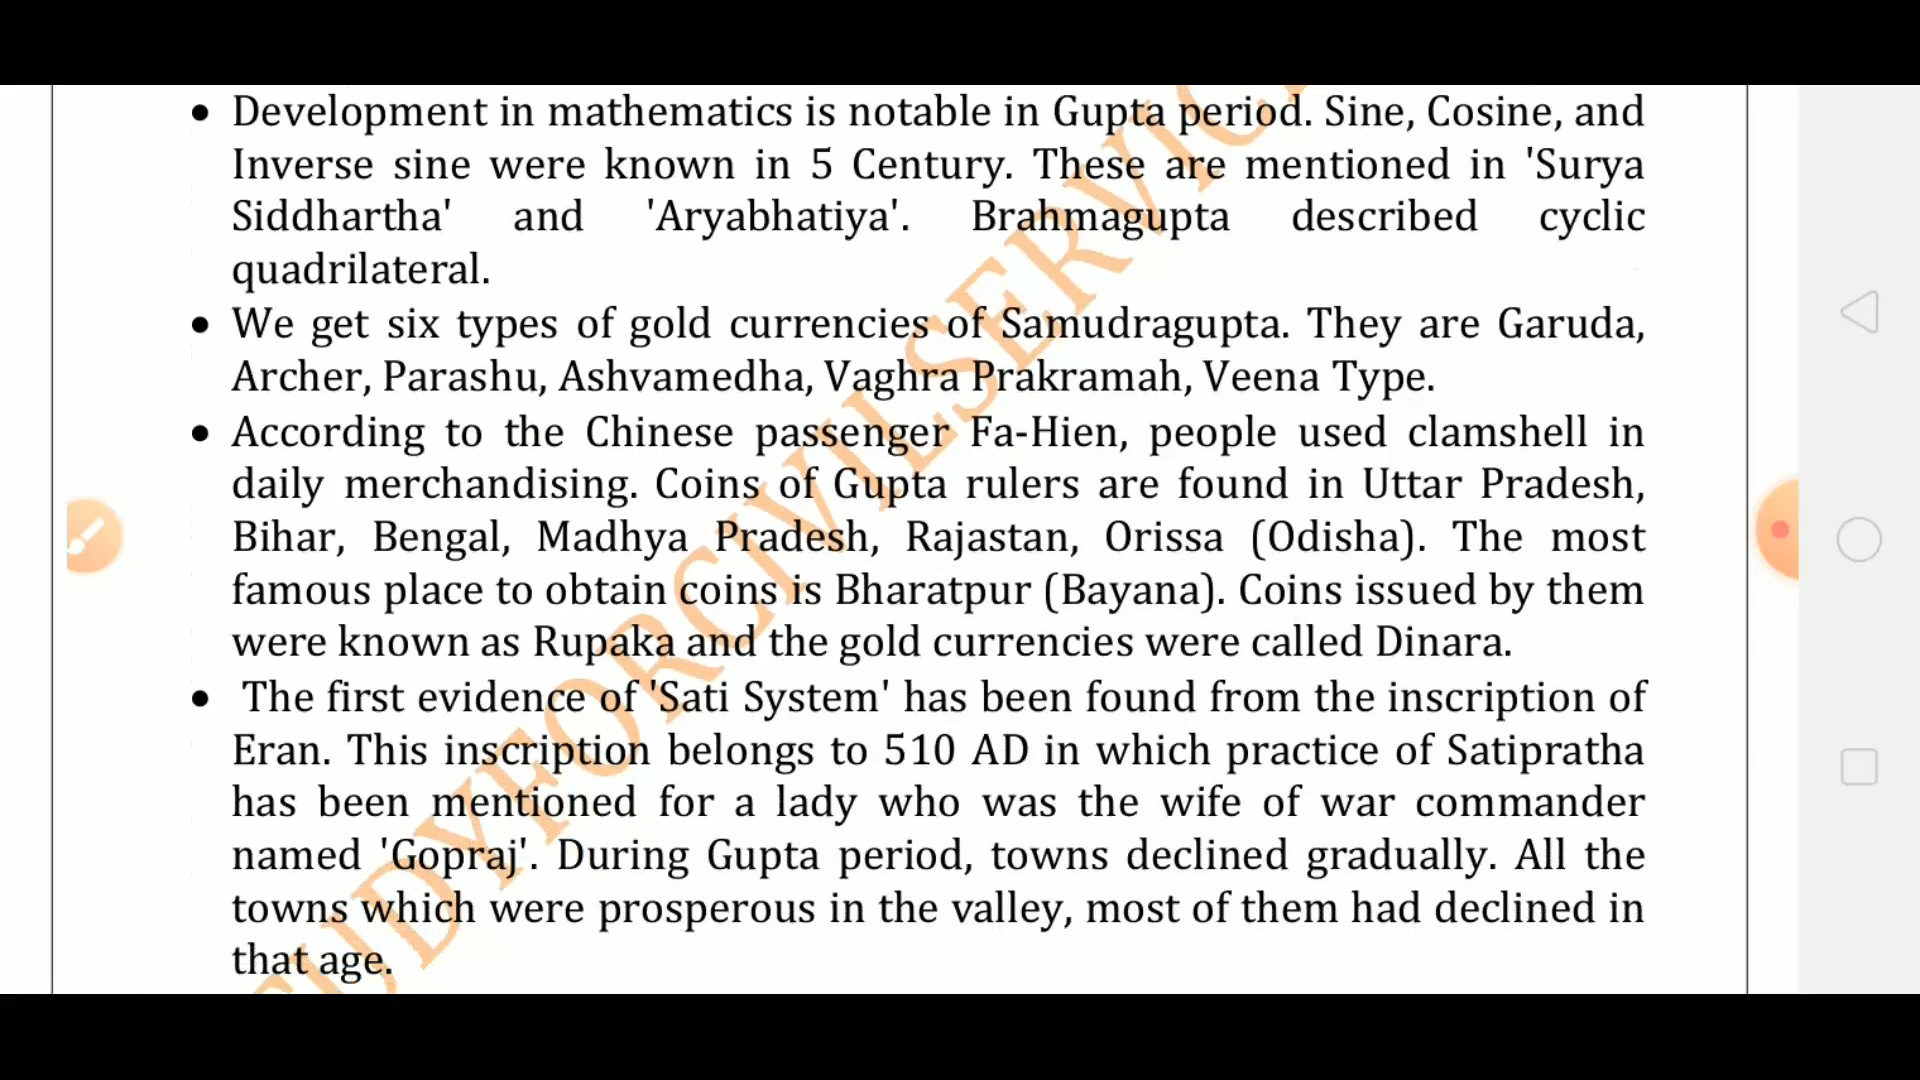 • Development in mathematics is notable in Gupta period. Sine, Cosine, and
Inverse sine were known in 5 Century. These are mentioned in 'Surya
Siddhartha' and 'Aryabhatiya'. Brahmagupta described cyclic
quadrilateral.
• We get six types of gold currencies of Samudragupta. They are Garuda,
Archer, Parashu, Ashvamedha, Vaghra Prakramah, Veena Type.
• According to the Chinese passenger Fa-Hien, people used clamshell in
daily merchandising. Coins of Gupta rulers are found in Uttar Pradesh,
Bihar, Bengal, Madhya Pradesh, Rajastan, Orissa (Odisha). The most
famous place to obtain coins is Bharatpur (Bayana). Coins issued by them
were known as Rupaka and the gold currencies were called Dinara.
• The first evidence of 'Sati System' has been found from the inscription of
Eran. This inscription belongs to 510 AD in which practice of Satipratha
has been mentioned for a lady who was the wife of war commander
named 'Gopraj'. During Gupta period, towns declined gradually. All the
towns which were prosperous in the valley, most of them had declined in
that age.